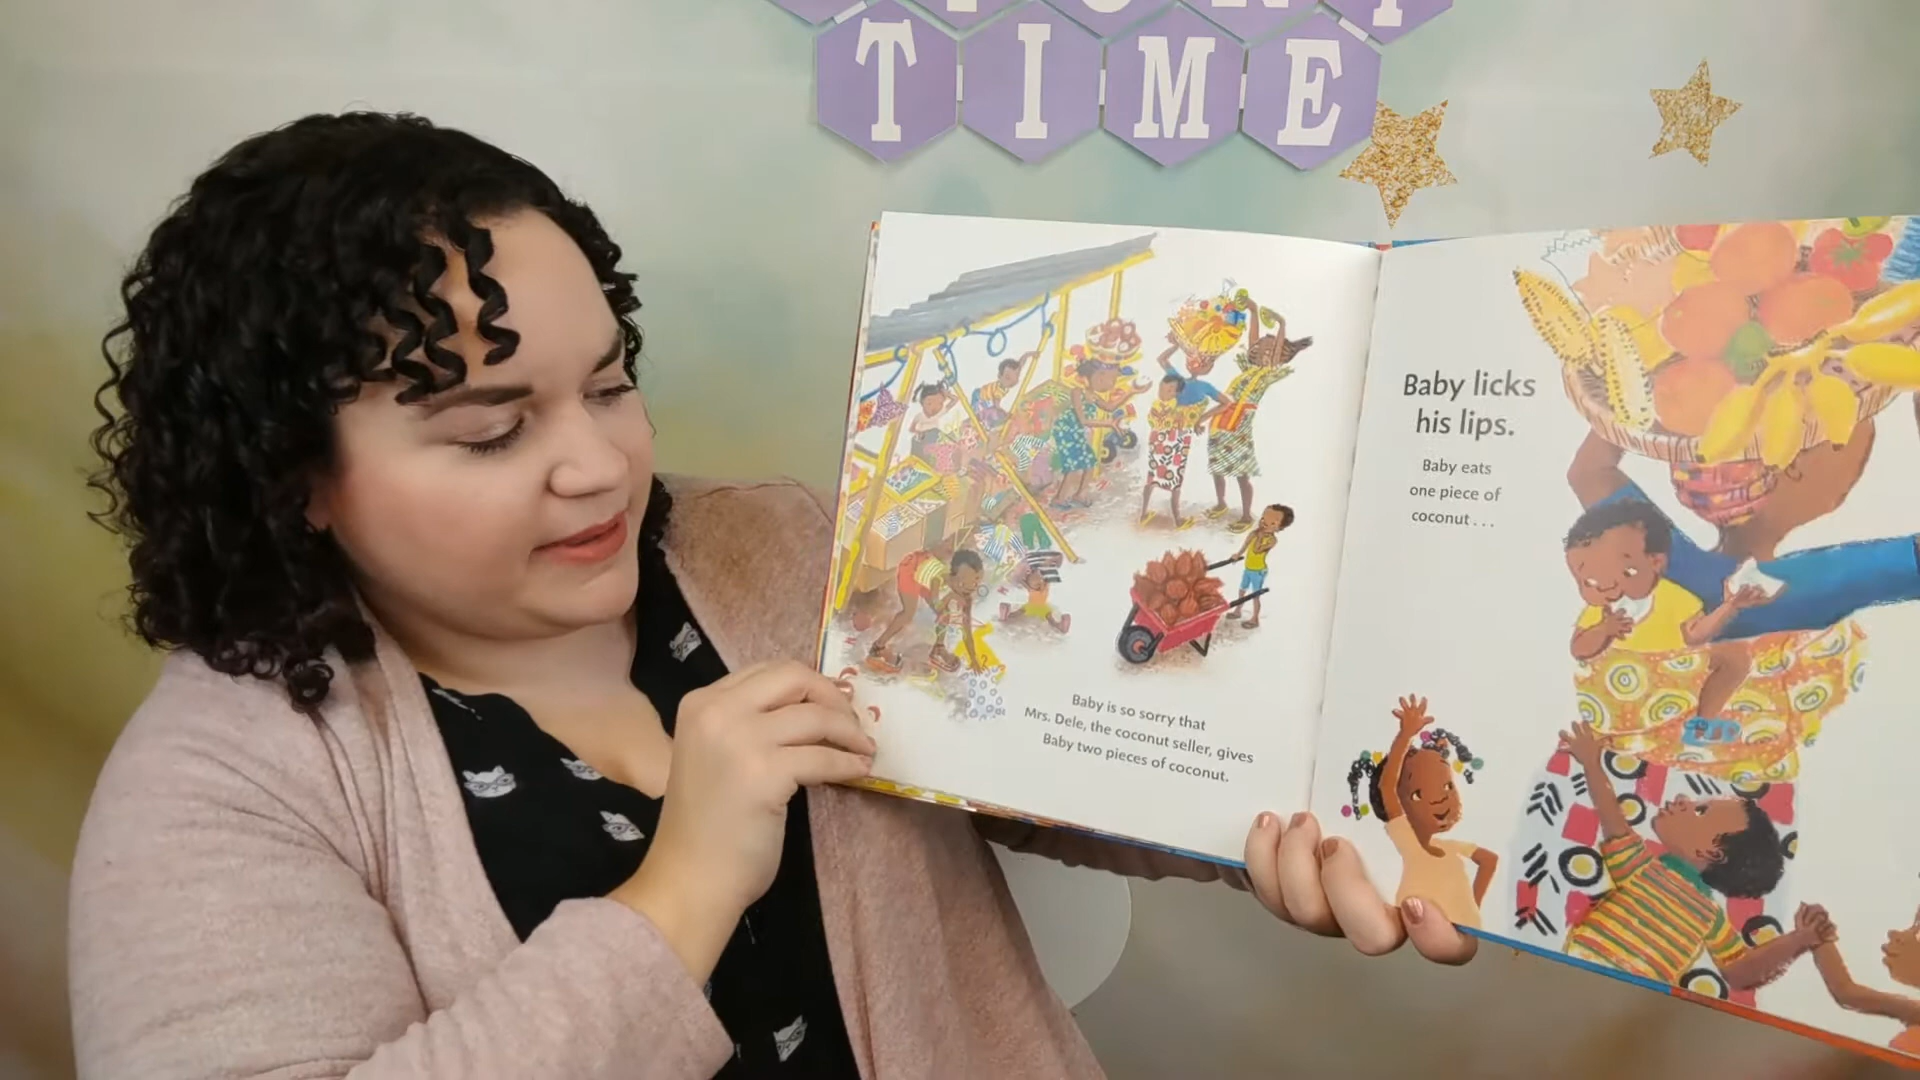 TIME
Baby is so sorry that
Mrs. Dele, the coconut seller, gives
Baby two pieces of coconut.
Baby licks
his lips.
Baby eats
one piece of
coconut . . .